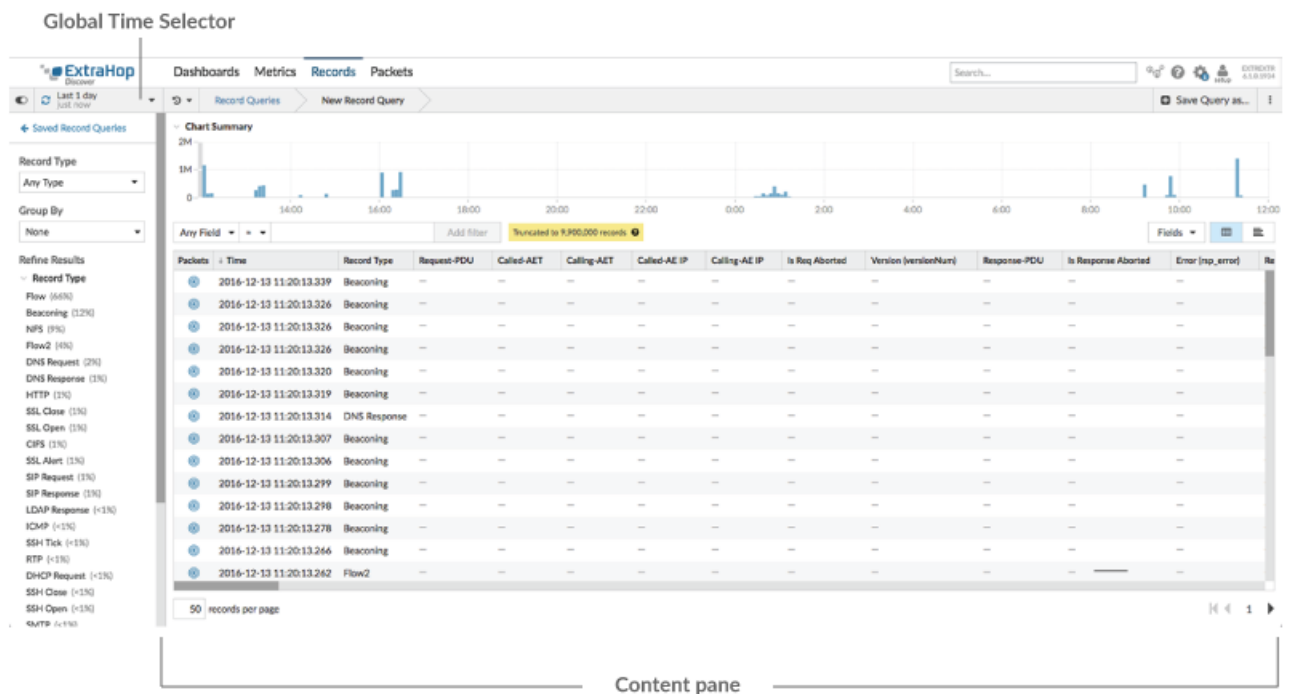 Global Time Selector
ExtraHop
Discover
Dashboards Metrics Records Packets
Search...
setup
Last 1 day
just now
Record Queries
New Record Query
Save Query as...
Saved Record Queries
Chart Summary
2M
1M
0
14:00 16:00 18:00 20:00 22:00 0:00 2:00 4:00 6:00 8:00 10:00 12:00
Record Type
Any Type
Group By
None
Any Field = Add filter Truncated to 9,900,000 records Fields
Refine Results
Record Type
Flow (66%)
Beaconing (12%)
NFS (9%)
Flow2 (4%)
DNS Request (2%)
DNS Response (1%)
HTTP (1%)
SSL Close (1%)
SSL Open (1%)
CIFS (1%)
SSL Alert (1%)
SIP Request (1%)
SIP Response (1%)
LDAP Response (<1%)
ICMP (<1%)
SSH Tick (<1%)
RTP (<1%)
DHCP Request (<1%)
SSH Close (<1%)
SSH Open (<1%)
SMTP (<1%)
Packets Time Record Type Request-PDU Called-AET Calling-AET Called-AE IP Calling-AE IP Is Req Aborted Version (versionNum) Response-PDU Is Response Aborted Error (rsp_error) Re
2016-12-13 11:20:13.339 Beaconing — — — — — — — — — —
2016-12-13 11:20:13.326 Beaconing — — — — — — — — — —
2016-12-13 11:20:13.326 Beaconing — — — — — — — — — —
2016-12-13 11:20:13.326 Beaconing — — — — — — — — — —
2016-12-13 11:20:13.320 Beaconing — — — — — — — — — —
2016-12-13 11:20:13.319 Beaconing — — — — — — — — — —
2016-12-13 11:20:13.314 DNS Response — — — — — — — — — —
2016-12-13 11:20:13.307 Beaconing — — — — — — — — — —
2016-12-13 11:20:13.306 Beaconing — — — — — — — — — —
2016-12-13 11:20:13.299 Beaconing — — — — — — — — — —
2016-12-13 11:20:13.298 Beaconing — — — — — — — — — —
2016-12-13 11:20:13.278 Beaconing — — — — — — — — — —
2016-12-13 11:20:13.266 Beaconing — — — — — — — — — —
2016-12-13 11:20:13.262 Flow2 — — — — — — — — — —
50 records per page
1
Content pane